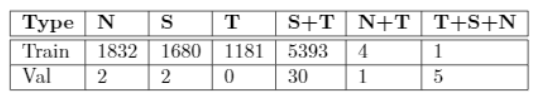 Type N S T S+T N+T T+S+N
Train 1832 1680 1181 5393 4 1
Val 2 2 0 30 1 5